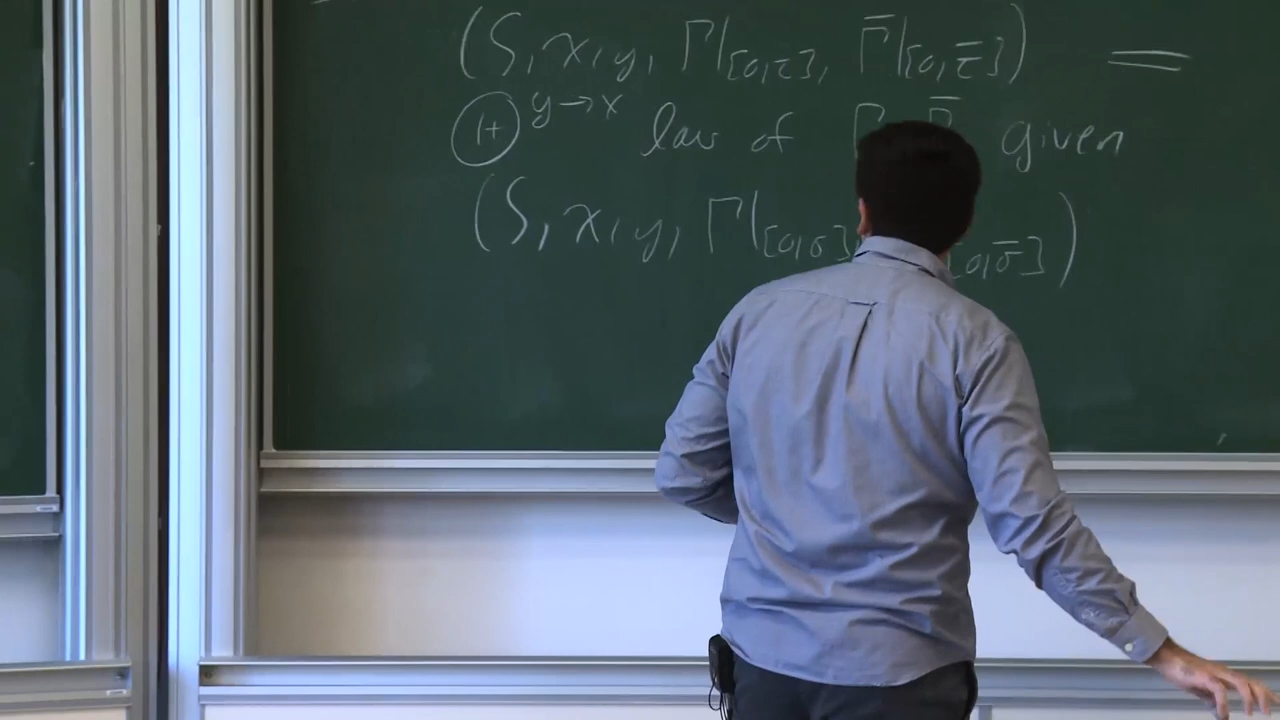 (S, x, y, Γ|[0,τ], Γ̄|[0,τ̄]) =
(1+) y→x law of Γ, Γ̄ given
(S, x, y, Γ|[0,σ] [0,σ̄])